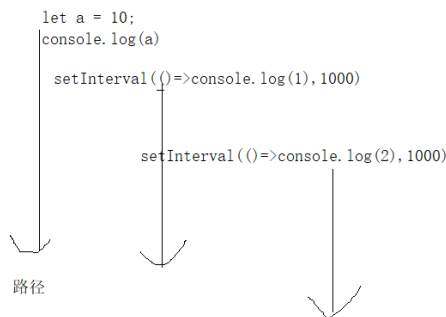 let a = 10;
console.log(a)
setInterval(()=>console.log(1),1000)
setInterval(()=>console.log(2),1000)
路径